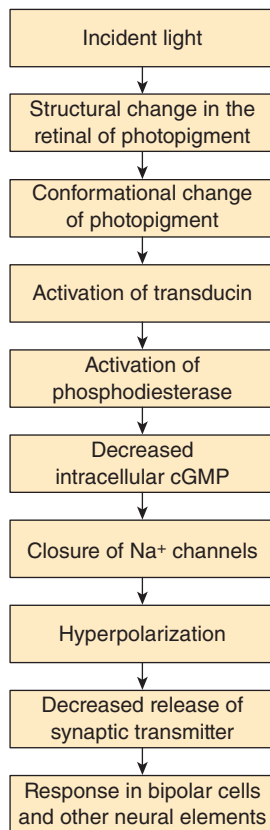 Incident light
Structural change in the
retinal of photopigment
Conformational change
of photopigment
Activation of transducin
Activation of
phosphodiesterase
Decreased
intracellular cGMP
Closure of Na⁺ channels
Hyperpolarization
Decreased release of
synaptic transmitter
Response in bipolar cells
and other neural elements